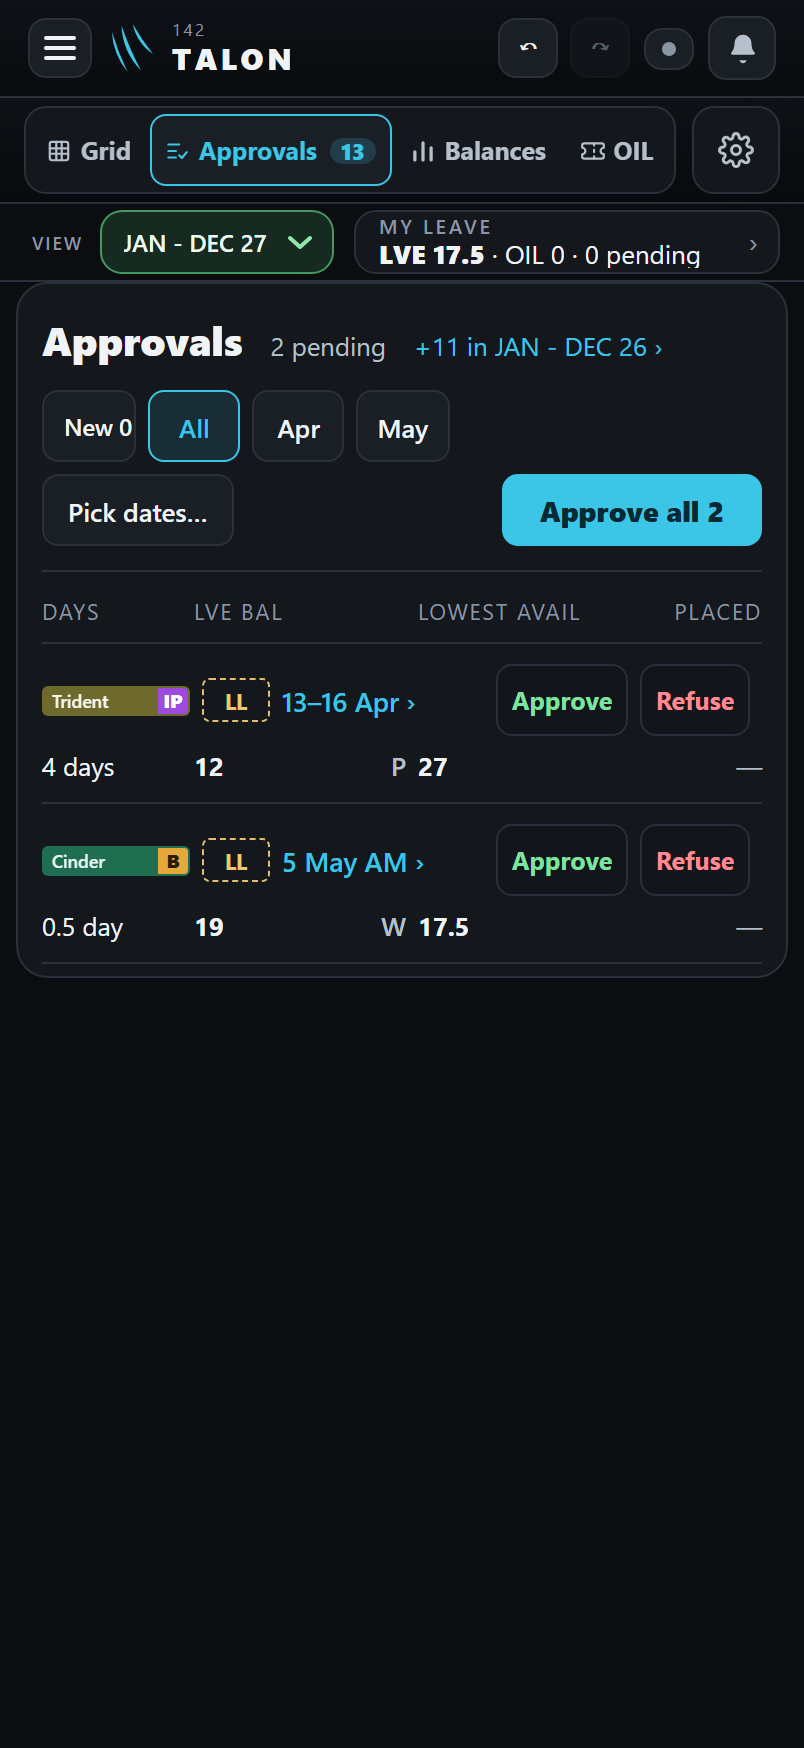 142
TALON
Grid
Approvals 13
Balances
OIL
VIEW
JAN - DEC 27
MY LEAVE
LVE 17.5 · OIL 0 · 0 pending ›
Approvals 2 pending +11 in JAN - DEC 26 ›
New 0 All Apr May
Pick dates... Approve all 2
DAYS LVE BAL LOWEST AVAIL PLACED
Trident IP LL 13–16 Apr › Approve Refuse
4 days 12 P 27 —
Cinder B LL 5 May AM › Approve Refuse
0.5 day 19 W 17.5 —